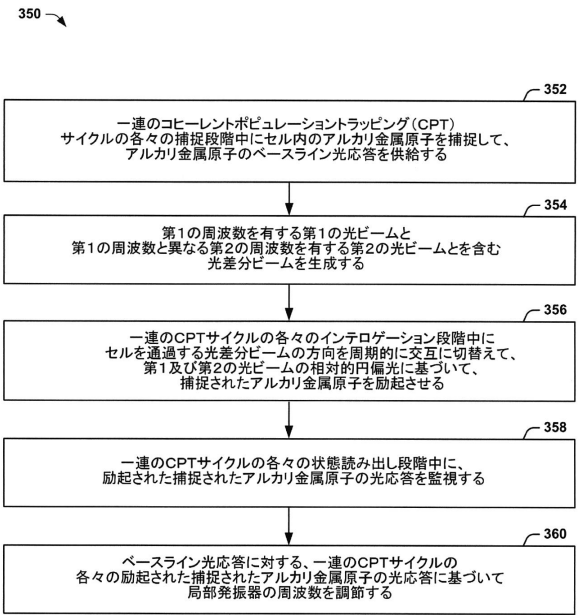 350
352
一連のコヒーレントポピュレーショントラッピング(CPT)
サイクルの各々の捕捉段階中にセル内のアルカリ金属原子を捕捉して、
アルカリ金属原子のベースライン光応答を供給する
354
第1の周波数を有する第1の光ビームと
第1の周波数と異なる第2の周波数を有する第2の光ビームとを含む
光差分ビームを生成する
356
一連のCPTサイクルの各々のインテロゲーション段階中に
セルを通過する光差分ビームの方向を周期的に交互に切替えて、
第1及び第2の光ビームの相対的円偏光に基づいて、
捕捉されたアルカリ金属原子を励起させる
358
一連のCPTサイクルの各々の状態読み出し段階中に、
励起された捕捉されたアルカリ金属原子の光応答を監視する
360
ベースライン光応答に対する、一連のCPTサイクルの
各々の励起された捕捉されたアルカリ金属原子の光応答に基づいて
局部発振器の周波数を調節する